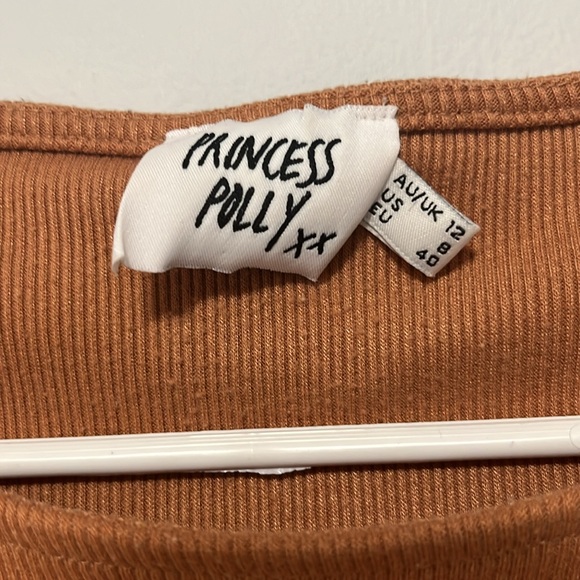 PRINCESS
POLLY
xx
AU/UK 12
US 8
EU 40